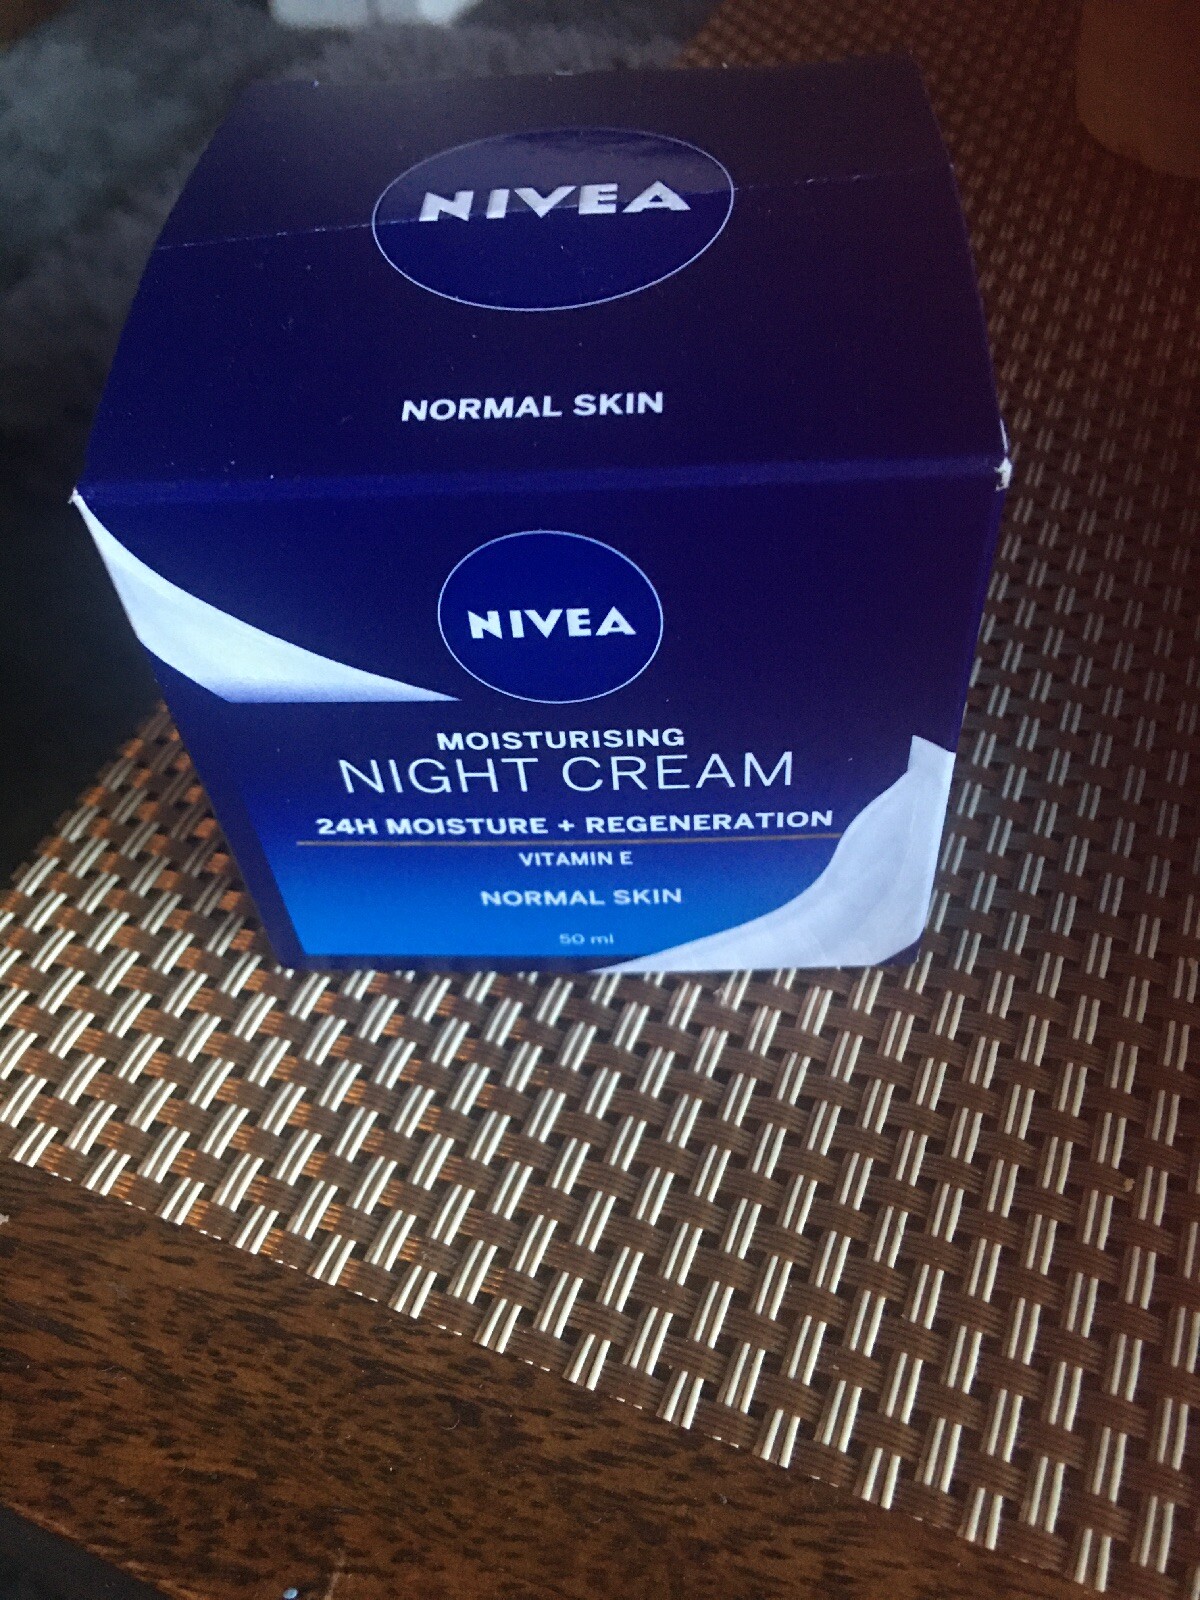 NIVEA
NORMAL SKIN
NIVEA
MOISTURISING
NIGHT CREAM
24H MOISTURE + REGENERATION
VITAMIN E
NORMAL SKIN
50 ml